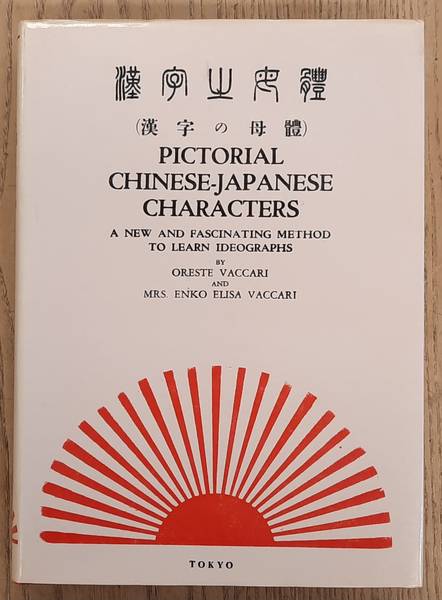 漢字之母體
(漢字の母體)
PICTORIAL
CHINESE-JAPANESE
CHARACTERS
A NEW AND FASCINATING METHOD
TO LEARN IDEOGRAPHS
BY
ORESTE VACCARI
AND
MRS. ENKO ELISA VACCARI
TOKYO